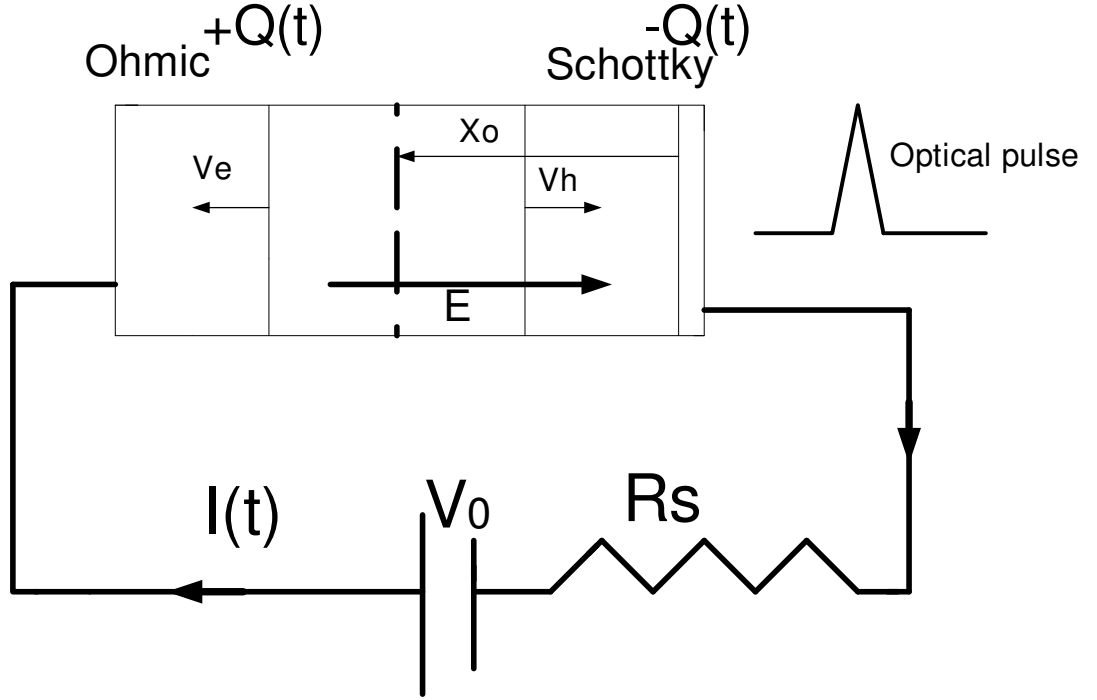 +Q(t)
-Q(t)
Ohmic
Schottky
Xo
Ve
Vh
Optical pulse
E
I(t)
V0
Rs